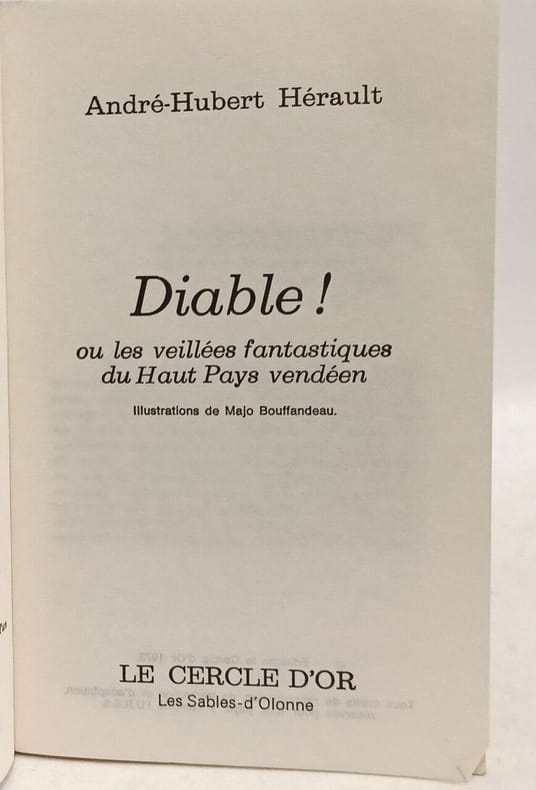 André-Hubert Hérault
Diable !
ou les veillées fantastiques
du Haut Pays vendéen
Illustrations de Majo Bouffandeau.
LE CERCLE D'OR
Les Sables-d'Olonne